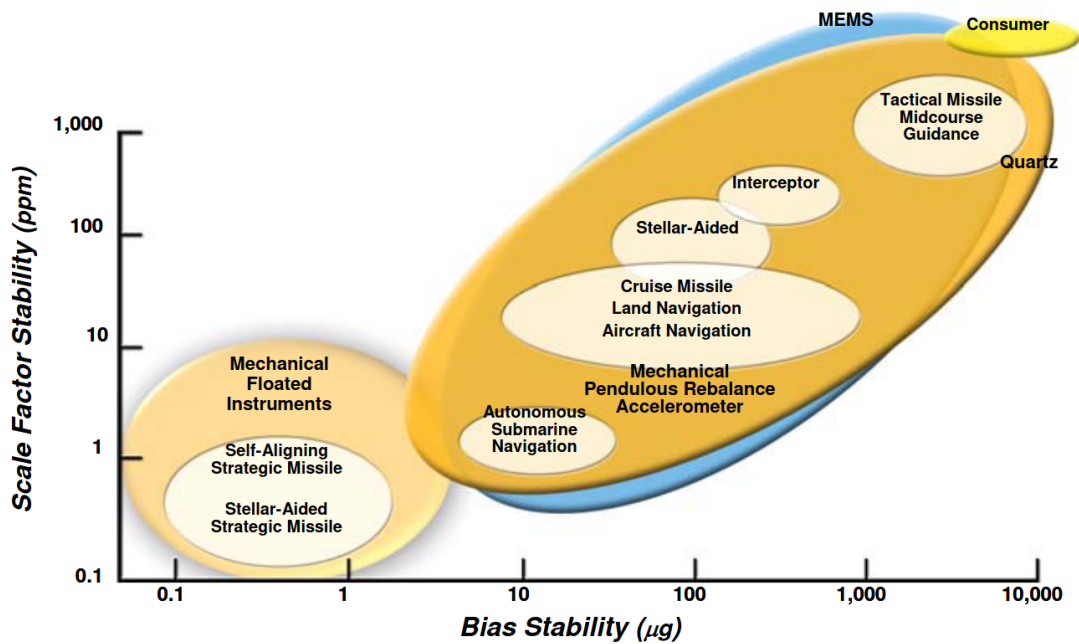 MEMS
Consumer
Tactical Missile
Midcourse
Guidance
Quartz
Interceptor
Stellar-Aided
Cruise Missile
Land Navigation
Aircraft Navigation
Mechanical
Pendulous Rebalance
Accelerometer
Autonomous
Submarine
Navigation
Mechanical
Floated
Instruments
Self-Aligning
Strategic Missile
Stellar-Aided
Strategic Missile
Scale Factor Stability (ppm)
1,000
100
10
1
0.1
0.1
1
10
100
1,000
10,000
Bias Stability (μg)